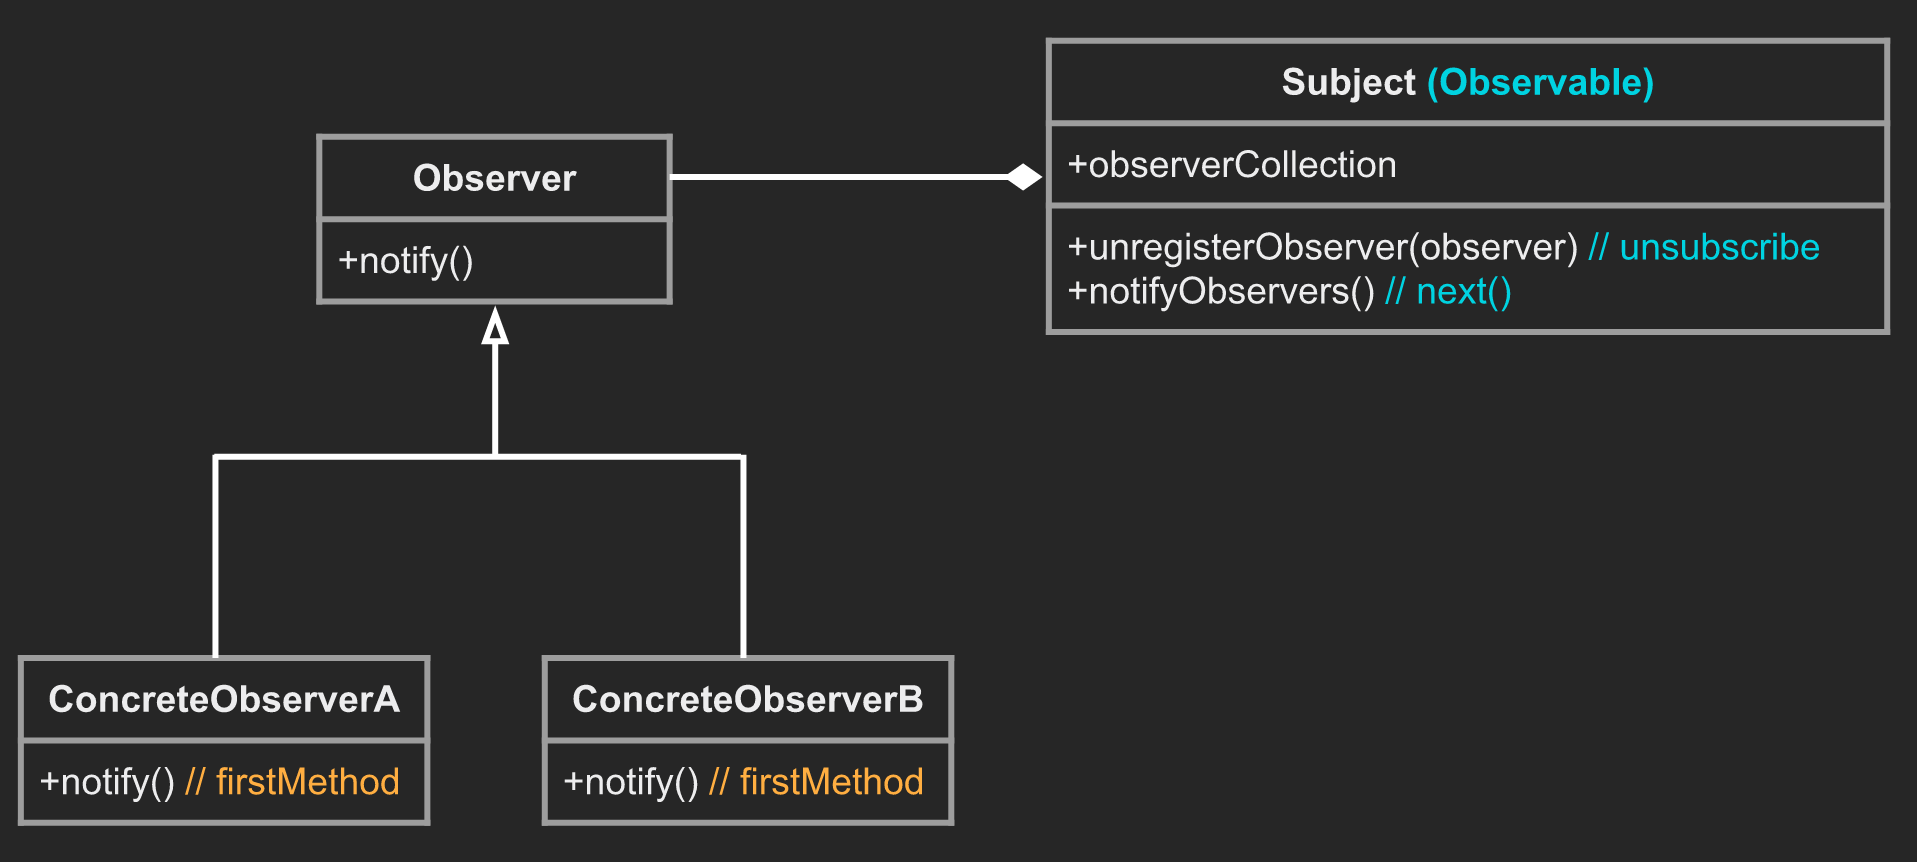 Subject (Observable)
+observerCollection
+unregisterObserver(observer) // unsubscribe
+notifyObservers() // next()
Observer
+notify()
ConcreteObserverA
+notify() // firstMethod
ConcreteObserverB
+notify() // firstMethod